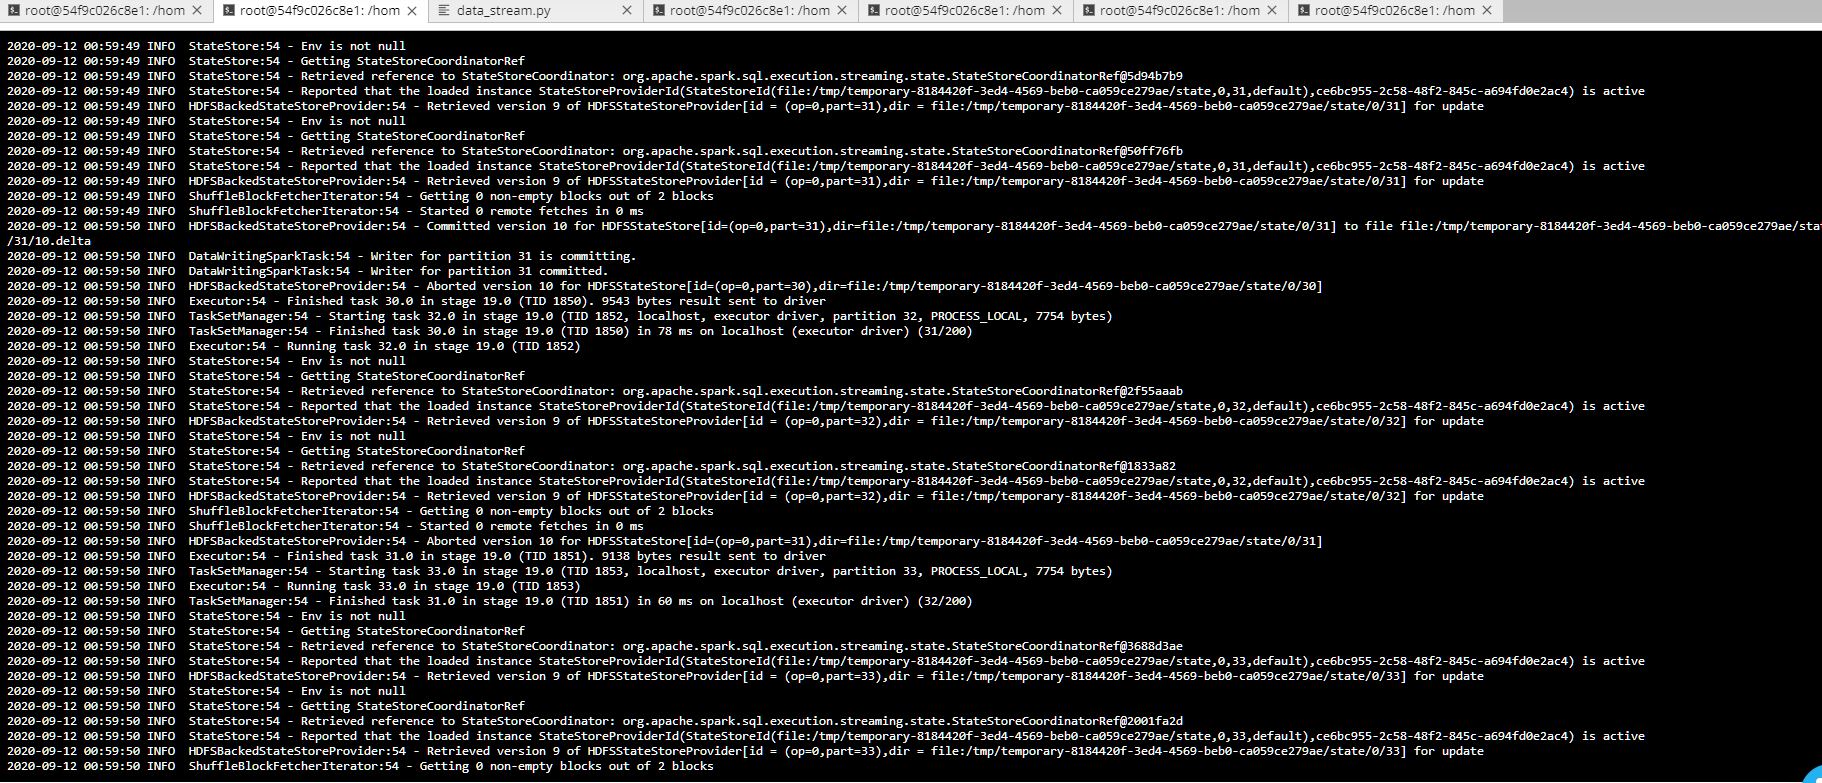 root@54f9c026c8e1: /hom
root@54f9c026c8e1: /hom
data_stream.py
root@54f9c026c8e1: /hom
root@54f9c026c8e1: /hom
root@54f9c026c8e1: /hom
root@54f9c026c8e1: /hom
2020-09-12 00:59:49 INFO  StateStore:54 - Env is not null
2020-09-12 00:59:49 INFO  StateStore:54 - Getting StateStoreCoordinatorRef
2020-09-12 00:59:49 INFO  StateStore:54 - Retrieved reference to StateStoreCoordinator: org.apache.spark.sql.execution.streaming.state.StateStoreCoordinatorRef@5d94b7b9
2020-09-12 00:59:49 INFO  StateStore:54 - Reported that the loaded instance StateStoreProviderId(StateStoreId(file:/tmp/temporary-8184420f-3ed4-4569-beb0-ca059ce279ae/state,0,31,default),ce6bc955-2c58-48f2-845c-a694fd0e2ac4) is active
2020-09-12 00:59:49 INFO  HDFSBackedStateStoreProvider:54 - Retrieved version 9 of HDFSStateStoreProvider[id = (op=0,part=31),dir = file:/tmp/temporary-8184420f-3ed4-4569-beb0-ca059ce279ae/state/0/31] for update
2020-09-12 00:59:49 INFO  StateStore:54 - Env is not null
2020-09-12 00:59:49 INFO  StateStore:54 - Getting StateStoreCoordinatorRef
2020-09-12 00:59:49 INFO  StateStore:54 - Retrieved reference to StateStoreCoordinator: org.apache.spark.sql.execution.streaming.state.StateStoreCoordinatorRef@50ff76fb
2020-09-12 00:59:49 INFO  StateStore:54 - Reported that the loaded instance StateStoreProviderId(StateStoreId(file:/tmp/temporary-8184420f-3ed4-4569-beb0-ca059ce279ae/state,0,31,default),ce6bc955-2c58-48f2-845c-a694fd0e2ac4) is active
2020-09-12 00:59:49 INFO  HDFSBackedStateStoreProvider:54 - Retrieved version 9 of HDFSStateStoreProvider[id = (op=0,part=31),dir = file:/tmp/temporary-8184420f-3ed4-4569-beb0-ca059ce279ae/state/0/31] for update
2020-09-12 00:59:49 INFO  ShuffleBlockFetcherIterator:54 - Getting 0 non-empty blocks out of 2 blocks
2020-09-12 00:59:49 INFO  ShuffleBlockFetcherIterator:54 - Started 0 remote fetches in 0 ms
2020-09-12 00:59:50 INFO  HDFSBackedStateStoreProvider:54 - Committed version 10 for HDFSStateStore[id=(op=0,part=31),dir=file:/tmp/temporary-8184420f-3ed4-4569-beb0-ca059ce279ae/state/0/31] to file file:/tmp/temporary-8184420f-3ed4-4569-beb0-ca059ce279ae/sta
/31/10.delta
2020-09-12 00:59:50 INFO  DataWritingSparkTask:54 - Writer for partition 31 is committing.
2020-09-12 00:59:50 INFO  DataWritingSparkTask:54 - Writer for partition 31 committed.
2020-09-12 00:59:50 INFO  HDFSBackedStateStoreProvider:54 - Aborted version 10 for HDFSStateStore[id=(op=0,part=30),dir=file:/tmp/temporary-8184420f-3ed4-4569-beb0-ca059ce279ae/state/0/30]
2020-09-12 00:59:50 INFO  Executor:54 - Finished task 30.0 in stage 19.0 (TID 1850). 9543 bytes result sent to driver
2020-09-12 00:59:50 INFO  TaskSetManager:54 - Starting task 32.0 in stage 19.0 (TID 1852, localhost, executor driver, partition 32, PROCESS_LOCAL, 7754 bytes)
2020-09-12 00:59:50 INFO  TaskSetManager:54 - Finished task 30.0 in stage 19.0 (TID 1850) in 78 ms on localhost (executor driver) (31/200)
2020-09-12 00:59:50 INFO  Executor:54 - Running task 32.0 in stage 19.0 (TID 1852)
2020-09-12 00:59:50 INFO  StateStore:54 - Env is not null
2020-09-12 00:59:50 INFO  StateStore:54 - Getting StateStoreCoordinatorRef
2020-09-12 00:59:50 INFO  StateStore:54 - Retrieved reference to StateStoreCoordinator: org.apache.spark.sql.execution.streaming.state.StateStoreCoordinatorRef@2f55aaab
2020-09-12 00:59:50 INFO  StateStore:54 - Reported that the loaded instance StateStoreProviderId(StateStoreId(file:/tmp/temporary-8184420f-3ed4-4569-beb0-ca059ce279ae/state,0,32,default),ce6bc955-2c58-48f2-845c-a694fd0e2ac4) is active
2020-09-12 00:59:50 INFO  HDFSBackedStateStoreProvider:54 - Retrieved version 9 of HDFSStateStoreProvider[id = (op=0,part=32),dir = file:/tmp/temporary-8184420f-3ed4-4569-beb0-ca059ce279ae/state/0/32] for update
2020-09-12 00:59:50 INFO  StateStore:54 - Env is not null
2020-09-12 00:59:50 INFO  StateStore:54 - Getting StateStoreCoordinatorRef
2020-09-12 00:59:50 INFO  StateStore:54 - Retrieved reference to StateStoreCoordinator: org.apache.spark.sql.execution.streaming.state.StateStoreCoordinatorRef@1833a82
2020-09-12 00:59:50 INFO  StateStore:54 - Reported that the loaded instance StateStoreProviderId(StateStoreId(file:/tmp/temporary-8184420f-3ed4-4569-beb0-ca059ce279ae/state,0,32,default),ce6bc955-2c58-48f2-845c-a694fd0e2ac4) is active
2020-09-12 00:59:50 INFO  HDFSBackedStateStoreProvider:54 - Retrieved version 9 of HDFSStateStoreProvider[id = (op=0,part=32),dir = file:/tmp/temporary-8184420f-3ed4-4569-beb0-ca059ce279ae/state/0/32] for update
2020-09-12 00:59:50 INFO  ShuffleBlockFetcherIterator:54 - Getting 0 non-empty blocks out of 2 blocks
2020-09-12 00:59:50 INFO  ShuffleBlockFetcherIterator:54 - Started 0 remote fetches in 0 ms
2020-09-12 00:59:50 INFO  HDFSBackedStateStoreProvider:54 - Aborted version 10 for HDFSStateStore[id=(op=0,part=31),dir=file:/tmp/temporary-8184420f-3ed4-4569-beb0-ca059ce279ae/state/0/31]
2020-09-12 00:59:50 INFO  Executor:54 - Finished task 31.0 in stage 19.0 (TID 1851). 9138 bytes result sent to driver
2020-09-12 00:59:50 INFO  TaskSetManager:54 - Starting task 33.0 in stage 19.0 (TID 1853, localhost, executor driver, partition 33, PROCESS_LOCAL, 7754 bytes)
2020-09-12 00:59:50 INFO  Executor:54 - Running task 33.0 in stage 19.0 (TID 1853)
2020-09-12 00:59:50 INFO  TaskSetManager:54 - Finished task 31.0 in stage 19.0 (TID 1851) in 60 ms on localhost (executor driver) (32/200)
2020-09-12 00:59:50 INFO  StateStore:54 - Env is not null
2020-09-12 00:59:50 INFO  StateStore:54 - Getting StateStoreCoordinatorRef
2020-09-12 00:59:50 INFO  StateStore:54 - Retrieved reference to StateStoreCoordinator: org.apache.spark.sql.execution.streaming.state.StateStoreCoordinatorRef@3688d3ae
2020-09-12 00:59:50 INFO  StateStore:54 - Reported that the loaded instance StateStoreProviderId(StateStoreId(file:/tmp/temporary-8184420f-3ed4-4569-beb0-ca059ce279ae/state,0,33,default),ce6bc955-2c58-48f2-845c-a694fd0e2ac4) is active
2020-09-12 00:59:50 INFO  HDFSBackedStateStoreProvider:54 - Retrieved version 9 of HDFSStateStoreProvider[id = (op=0,part=33),dir = file:/tmp/temporary-8184420f-3ed4-4569-beb0-ca059ce279ae/state/0/33] for update
2020-09-12 00:59:50 INFO  StateStore:54 - Env is not null
2020-09-12 00:59:50 INFO  StateStore:54 - Getting StateStoreCoordinatorRef
2020-09-12 00:59:50 INFO  StateStore:54 - Retrieved reference to StateStoreCoordinator: org.apache.spark.sql.execution.streaming.state.StateStoreCoordinatorRef@2001fa2d
2020-09-12 00:59:50 INFO  StateStore:54 - Reported that the loaded instance StateStoreProviderId(StateStoreId(file:/tmp/temporary-8184420f-3ed4-4569-beb0-ca059ce279ae/state,0,33,default),ce6bc955-2c58-48f2-845c-a694fd0e2ac4) is active
2020-09-12 00:59:50 INFO  HDFSBackedStateStoreProvider:54 - Retrieved version 9 of HDFSStateStoreProvider[id = (op=0,part=33),dir = file:/tmp/temporary-8184420f-3ed4-4569-beb0-ca059ce279ae/state/0/33] for update
2020-09-12 00:59:50 INFO  ShuffleBlockFetcherIterator:54 - Getting 0 non-empty blocks out of 2 blocks